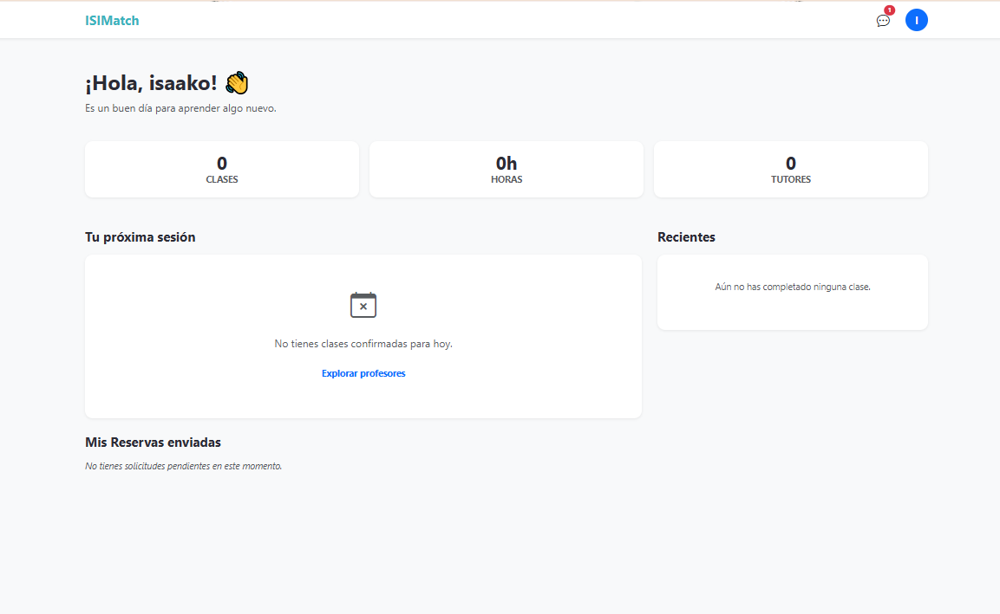 ISIMatch
1
I
¡Hola, isaako! 👋
Es un buen día para aprender algo nuevo.
0
CLASES
0h
HORAS
0
TUTORES
Tu próxima sesión
No tienes clases confirmadas para hoy.
Explorar profesores
Recientes
Aún no has completado ninguna clase.
Mis Reservas enviadas
No tienes solicitudes pendientes en este momento.